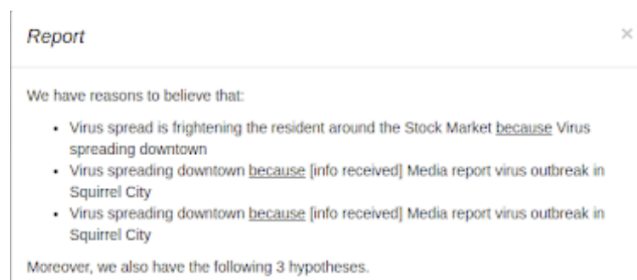 Report ×
We have reasons to believe that:
• Virus spread is frightening the resident around the Stock Market because Virus
spreading downtown
• Virus spreading downtown because [info received] Media report virus outbreak in
Squirrel City
• Virus spreading downtown because [info received] Media report virus outbreak in
Squirrel City
Moreover, we also have the following 3 hypotheses.